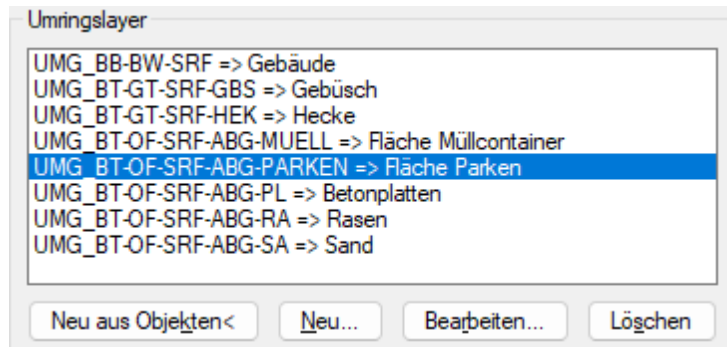 Umringslayer
UMG_BB-BW-SRF => Gebäude
UMG_BT-GT-SRF-GBS => Gebüsch
UMG_BT-GT-SRF-HEK => Hecke
UMG_BT-OF-SRF-ABG-MUELL => Fläche Müllcontainer
UMG_BT-OF-SRF-ABG-PARKEN => Fläche Parken
UMG_BT-OF-SRF-ABG-PL => Betonplatten
UMG_BT-OF-SRF-ABG-RA => Rasen
UMG_BT-OF-SRF-ABG-SA => Sand
Neu aus Objekten< Neu... Bearbeiten... Löschen